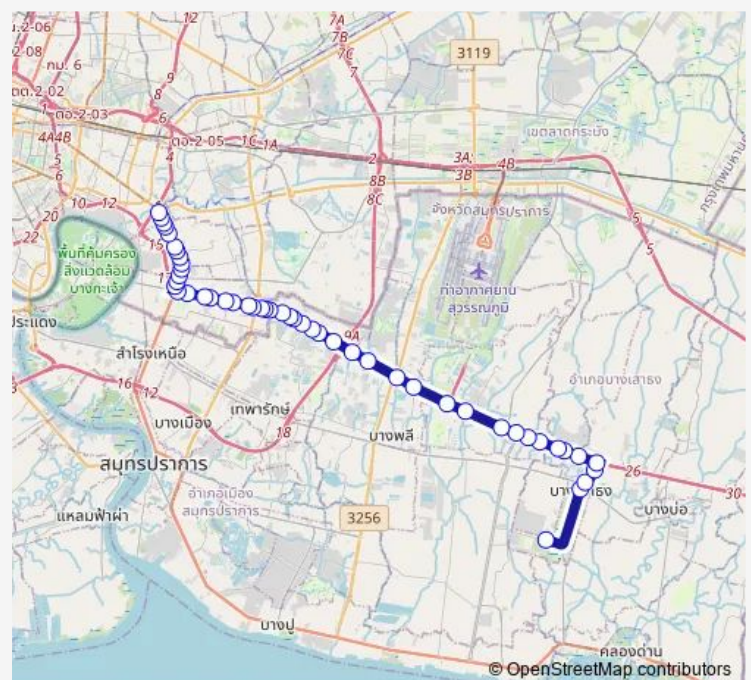 7A
12
7B
7C
3119
กม. 6
9
8
ตต.2-02
ตอ.2-03
6
1
4A4B
ตอ.2-05
1C
1A
4
2
เขตลาดกระบัง
3A
4B
3B
5
5
6
8B
8C
10
12
20
22
15
จังหวัดสมุทรปราการ
5
5
พื้นที่คุ้มครอง
สิ่งแวดล้อม
บางกะเจ้า
17
ท่าอากาศยาน
สุวรรณภูมิ
ประแดง
9A
สำโรงเหนือ
16
12
อำเภอบางเสาธง
เทพารักษ์
บางเมือง
18
บางพลี
สมุทรปราการ
26
30
อำเภอเมือง
สมุทรปราการ
บางบ่อ
แหลมฟ้าผ่า
3256
บางปู
คลองด่าน
© OpenStreetMap contributors